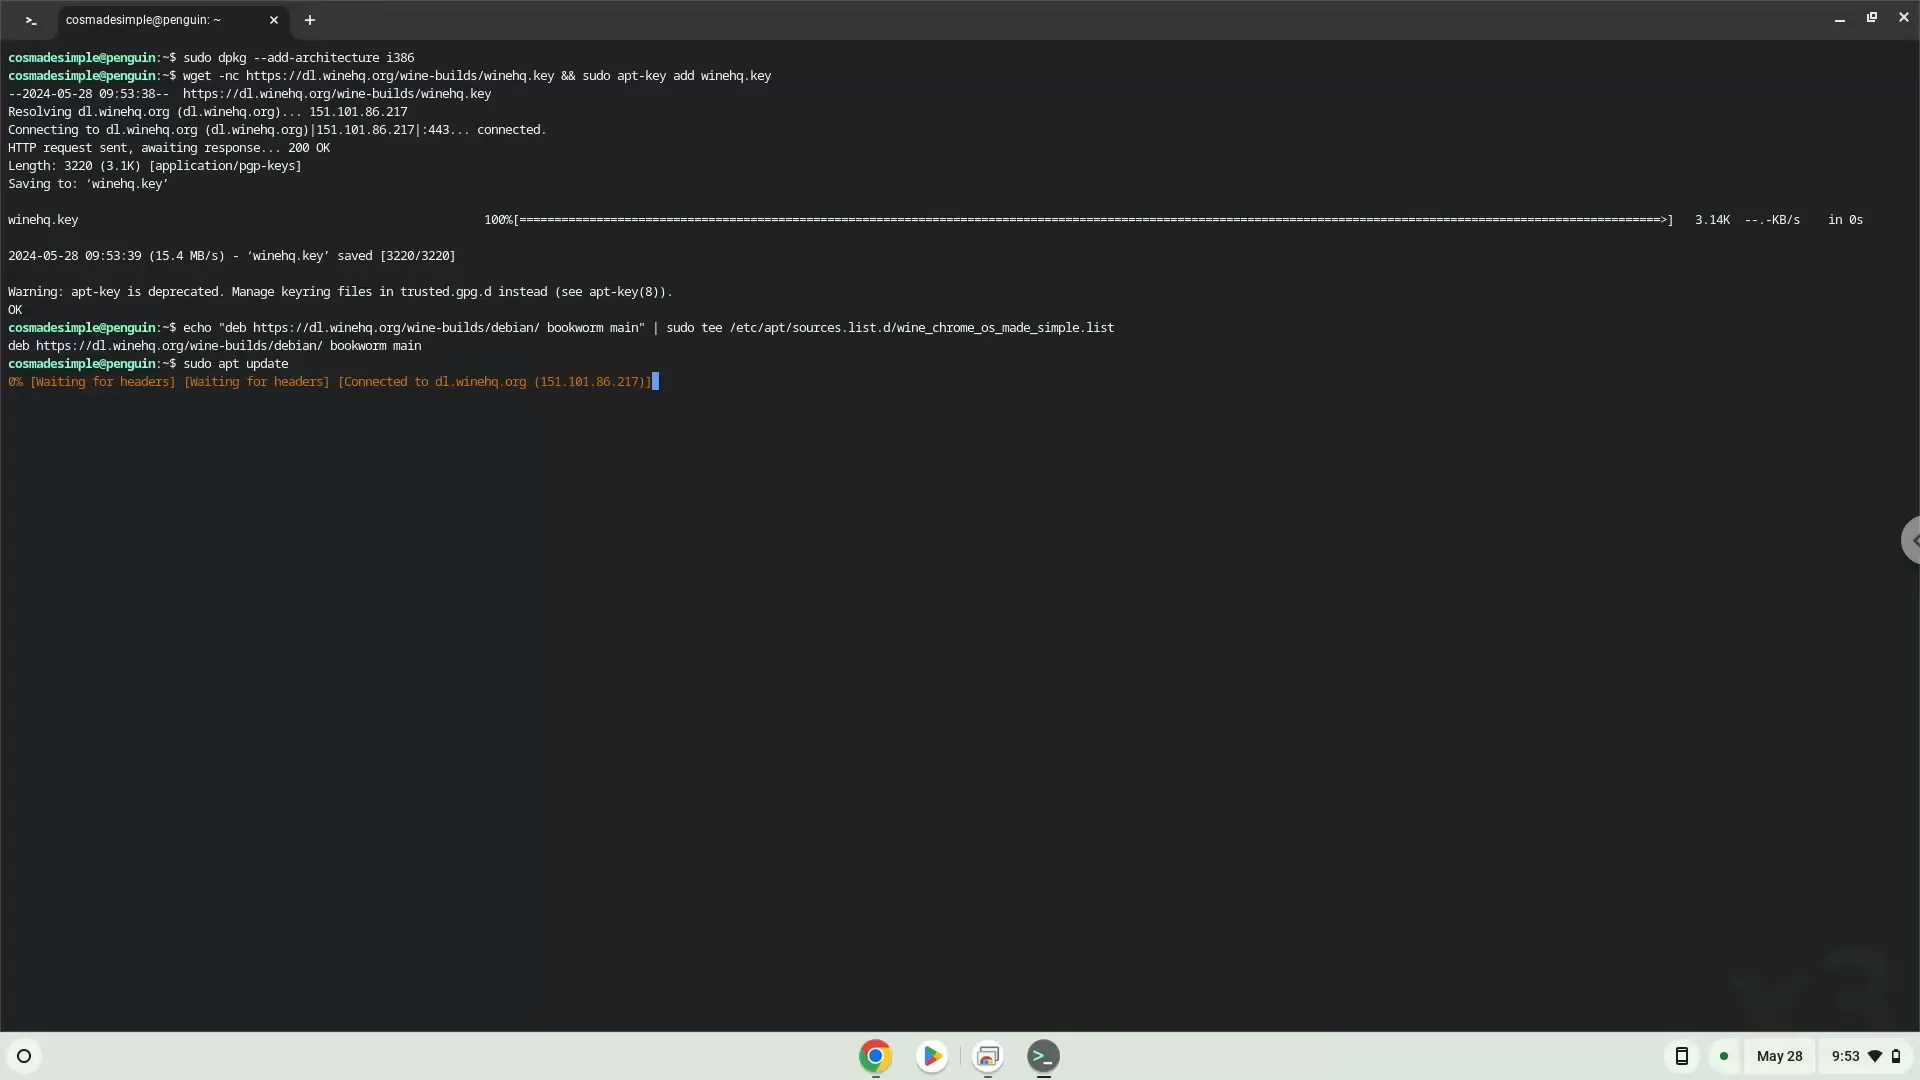 cosmadesimple@penguin: ~
cosmadesimple@penguin:~$ sudo dpkg --add-architecture i386
cosmadesimple@penguin:~$ wget -nc https://dl.winehq.org/wine-builds/winehq.key && sudo apt-key add winehq.key
--2024-05-28 09:53:38--  https://dl.winehq.org/wine-builds/winehq.key
Resolving dl.winehq.org (dl.winehq.org)... 151.101.86.217
Connecting to dl.winehq.org (dl.winehq.org)|151.101.86.217|:443... connected.
HTTP request sent, awaiting response... 200 OK
Length: 3220 (3.1K) [application/pgp-keys]
Saving to: ‘winehq.key’
winehq.key 100%[===================================================================================================================================================================>] 3.14K --.-KB/s in 0s
2024-05-28 09:53:39 (15.4 MB/s) - ‘winehq.key’ saved [3220/3220]
Warning: apt-key is deprecated. Manage keyring files in trusted.gpg.d instead (see apt-key(8)).
OK
cosmadesimple@penguin:~$ echo "deb https://dl.winehq.org/wine-builds/debian/ bookworm main" | sudo tee /etc/apt/sources.list.d/wine_chrome_os_made_simple.list
deb https://dl.winehq.org/wine-builds/debian/ bookworm main
cosmadesimple@penguin:~$ sudo apt update
0% [Waiting for headers] [Waiting for headers] [Connected to dl.winehq.org (151.101.86.217)]
x3
May 28 9:53